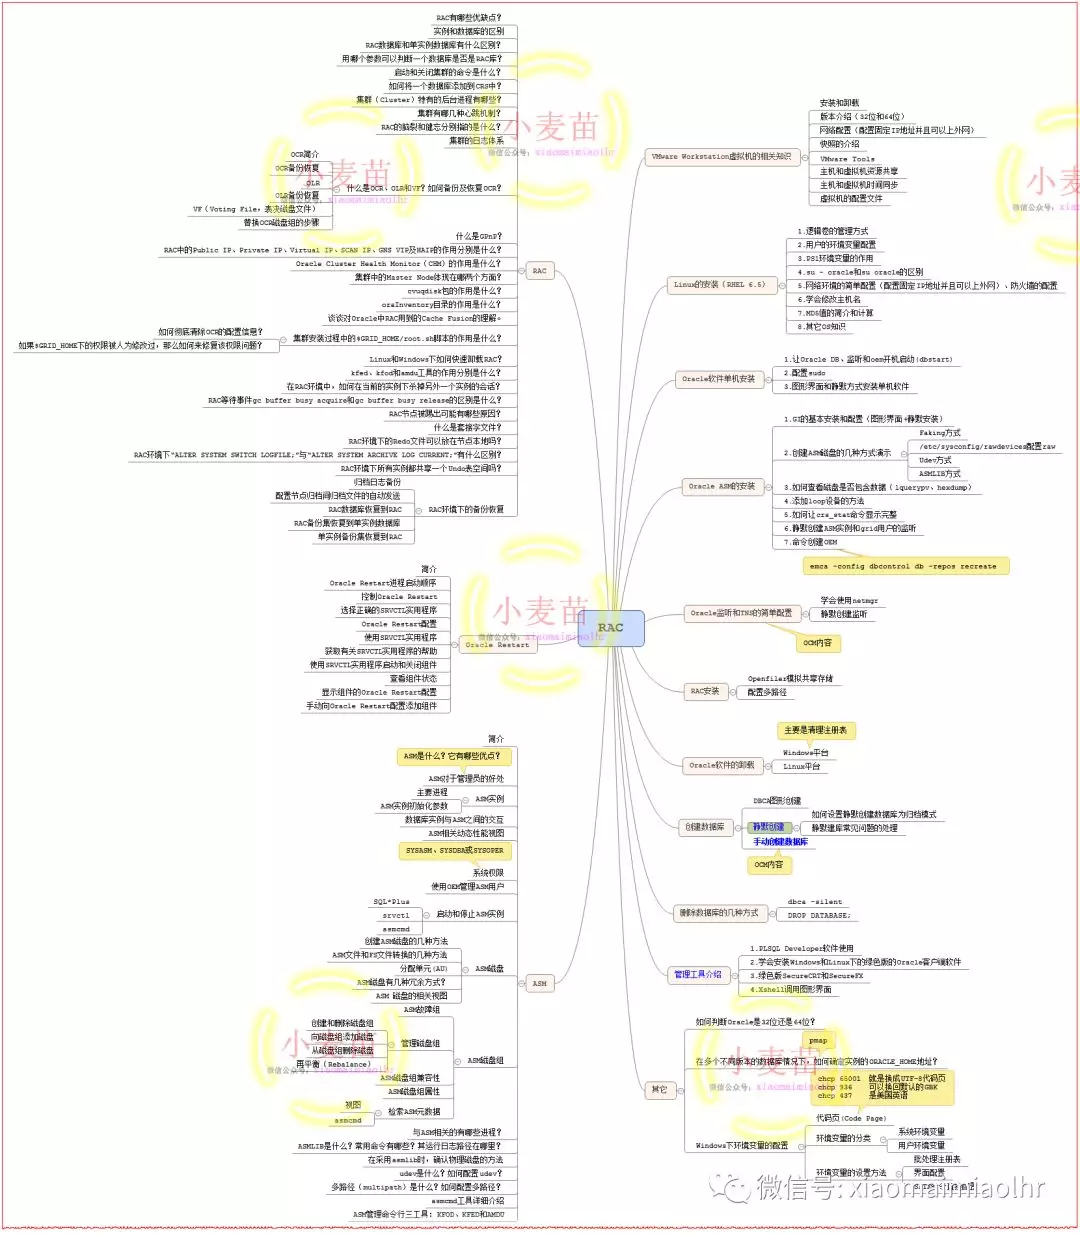 RAC有哪些优缺点？
实例和数据库的区别
RAC数据库和单实例数据库有什么区别？
用哪个参数可以判断一个数据库是否是RAC库？
启动和关闭集群的命令是什么？
如何将一个数据库添加到CRS中？
集群（Cluster）特有的后台进程有哪些？
集群有哪几种心跳机制？
RAC的脑裂和健忘分别指的是什么？
集群的日志体系
OCR简介
OCR备份恢复
OLR
OLR备份恢复
VF（Voting File，表决磁盘文件）
替换OCR磁盘组的步骤
什么是OCR、OLR和VF？如何备份及恢复OCR？
什么是GPnP？
RAC中的Public IP、Private IP、Virtual IP、SCAN IP、GNS VIP及HAIP的作用分别是什么？
Oracle Cluster Health Monitor（CHM）的作用是什么？
集群中的Master Node体现在哪两个方面？
cvuqdisk包的作用是什么？
oraInventory目录的作用是什么？
谈谈对Oracle中RAC用到的Cache Fusion的理解。
如何彻底清除OCR的配置信息？
如果$GRID_HOME下的权限被人为修改过，那么如何来修复该权限问题？
集群安装过程中的$GRID_HOME/root.sh脚本的作用是什么？
Linux和Windows下如何快速卸载RAC？
kfed、kfod和amdu工具的作用分别是什么？
在RAC环境中，如何在当前的实例下杀掉另外一个实例的会话？
RAC等待事件gc buffer busy acquire和gc buffer busy release的区别是什么？
RAC节点被踢出可能有哪些原因？
什么是套接字文件？
RAC环境下的Redo文件可以放在节点本地吗？
RAC环境下"ALTER SYSTEM SWITCH LOGFILE;"与"ALTER SYSTEM ARCHIVE LOG CURRENT;"有什么区别？
RAC环境下所有实例都共享一个Undo表空间吗？
归档日志备份
配置节点归档间归档文件的自动发送
RAC数据库恢复到RAC
RAC备份集恢复到单实例数据库
单实例备份集恢复到RAC
RAC环境下的备份恢复
RAC
简介
Oracle Restart进程启动顺序
控制Oracle Restart
选择正确的SRVCTL实用程序
Oracle Restart配置
使用SRVCTL实用程序
获取有关SRVCTL实用程序的帮助
使用SRVCTL实用程序启动和关闭组件
查看组件状态
显示组件的Oracle Restart配置
手动向Oracle Restart配置添加组件
Oracle Restart
RAC
简介
ASM是什么？它有哪些优点？
ASM对于管理员的好处
主要进程
ASM实例初始化参数
ASM实例
数据库实例与ASM之间的交互
ASM相关动态性能视图
SYSASM、SYSDBA或SYSOPER
系统权限
使用OEM管理ASM用户
SQL*Plus
srvctl
asmcmd
启动和停止ASM实例
创建ASM磁盘的几种方法
ASM文件和FS文件转换的几种方法
分配单元(AU)
ASM磁盘有几种冗余方式？
ASM 磁盘的相关视图
ASM磁盘
ASM故障组
创建和删除磁盘组
向磁盘组添加磁盘
从磁盘组删除磁盘
再平衡（Rebalance）
管理磁盘组
ASM磁盘组兼容性
ASM磁盘组属性
视图
asmcmd
检索ASM元数据
ASM磁盘组
与ASM相关的有哪些进程？
ASMLIB是什么？常用命令有哪些？其运行日志路径在哪里？
在采用asmlib时，确认物理磁盘的方法
udev是什么？如何配置udev？
多路径（multipath）是什么？如何配置多路径？
asmcmd工具详细介绍
ASM管理命令行三工具：KFOD、KFED和AMDU
ASM
VMware Workstation虚拟机的相关知识
安装和卸载
版本介绍（32位和64位）
网络配置（配置固定IP地址并且可以上外网）
快照的介绍
VMware Tools
主机和虚拟机资源共享
主机和虚拟机时间同步
虚拟机的配置文件
Linux的安装（RHEL 6.5）
1.逻辑卷的管理方式
2.用户的环境变量配置
3.PS1环境变量的作用
4.su - oracle和su oracle的区别
5.网络环境的简单配置（配置固定IP地址并且可以上外网）、防火墙的配置
6.学会修改主机名
7.MD5值的简介和计算
8.其它OS知识
Oracle软件单机安装
1.让Oracle DB、监听和oem开机启动(dbstart)
2.配置sudo
3.图形界面和静默方式安装单机软件
Oracle ASM的安装
1.GI的基本安装和配置（图形界面+静默安装）
2.创建ASM磁盘的几种方式演示
Faking方式
/etc/sysconfig/rawdevices配置raw
Udev方式
ASMLIB方式
3.如何查看磁盘是否包含数据（lquerypv、hexdump）
4.添加loop设备的方法
5.如何让crs_stat命令显示完整
6.静默创建ASM实例和grid用户的监听
7.命令创建OEM
emca -config dbcontrol db -repos recreate
Oracle监听和TNS的简单配置
学会使用netmgr
静默创建监听
OCM内容
RAC安装
Openfiler模拟共享存储
配置多路径
主要是清理注册表
Oracle软件的卸载
Windows平台
Linux平台
创建数据库
DBCA图形创建
静默创建
如何设置静默创建数据库为归档模式
静默建库常见问题的处理
手动创建数据库
OCM内容
删除数据库的几种方式
dbca -silent
DROP DATABASE;
管理工具介绍
1.PLSQL Developer软件使用
2.学会安装Windows和Linux下的绿色版的Oracle客户端软件
3.绿色版SecureCRT和SecureFX
4.Xshell调用图形界面
其它
如何判断Oracle是32位还是64位？
pmap
在多个不同版本的数据库情况下，如何确定实例的ORACLE_HOME地址？
chcp 65001 就是换成UTF-8代码页
chcp 936 可以换回默认的GBK
chcp 437 是美国英语
Windows下环境变量的配置
代码页(Code Page)
环境变量的分类
系统环境变量
用户环境变量
环境变量的设置方法
批处理注册表
界面配置
小麦苗
微信公众号：xiaomaimiaolhr
小麦苗
小麦苗
微信公众号：xiaomaimiaolhr
小麦苗
小麦苗
小麦
微信公众号：
微信号: xiaomaimiaolhr